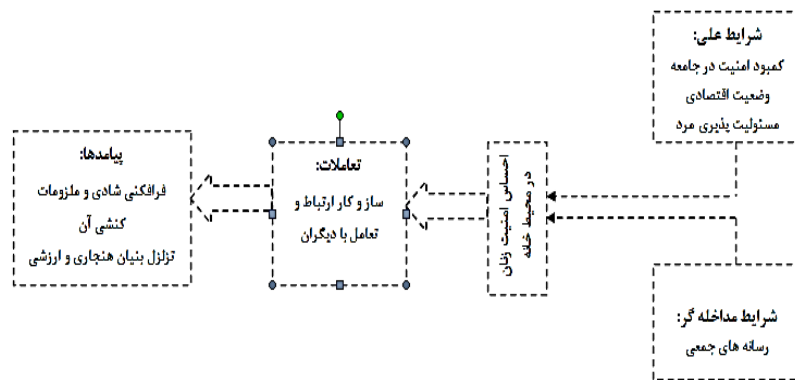 شرایط علی:
کمبود امنیت در جامعه
وضعیت اقتصادی
مسئولیت پذیری مرد
احساس امنیت زنان
در محیط خانه
تعاملات:
ساز و کار ارتباط و
تعامل با دیگران
پیامدها:
فرافکنی شادی و ملزومات
کنشی آن
تزلزل بنیان هنجاری و ارزشی
شرایط مداخله گر:
رسانه های جمعی